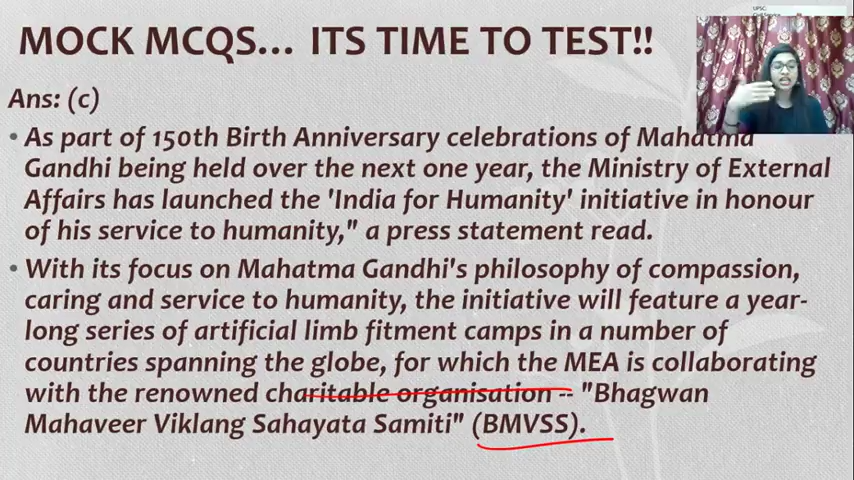 MOCK MCQS... ITS TIME TO TEST!!
UPSC
Ans: (c)
• As part of 150th Birth Anniversary celebrations of Mahatma
Gandhi being held over the next one year, the Ministry of External
Affairs has launched the 'India for Humanity' initiative in honour
of his service to humanity," a press statement read.
• With its focus on Mahatma Gandhi's philosophy of compassion,
caring and service to humanity, the initiative will feature a year-
long series of artificial limb fitment camps in a number of
countries spanning the globe, for which the MEA is collaborating
with the renowned charitable organisation -- "Bhagwan
Mahaveer Viklang Sahayata Samiti" (BMVSS).